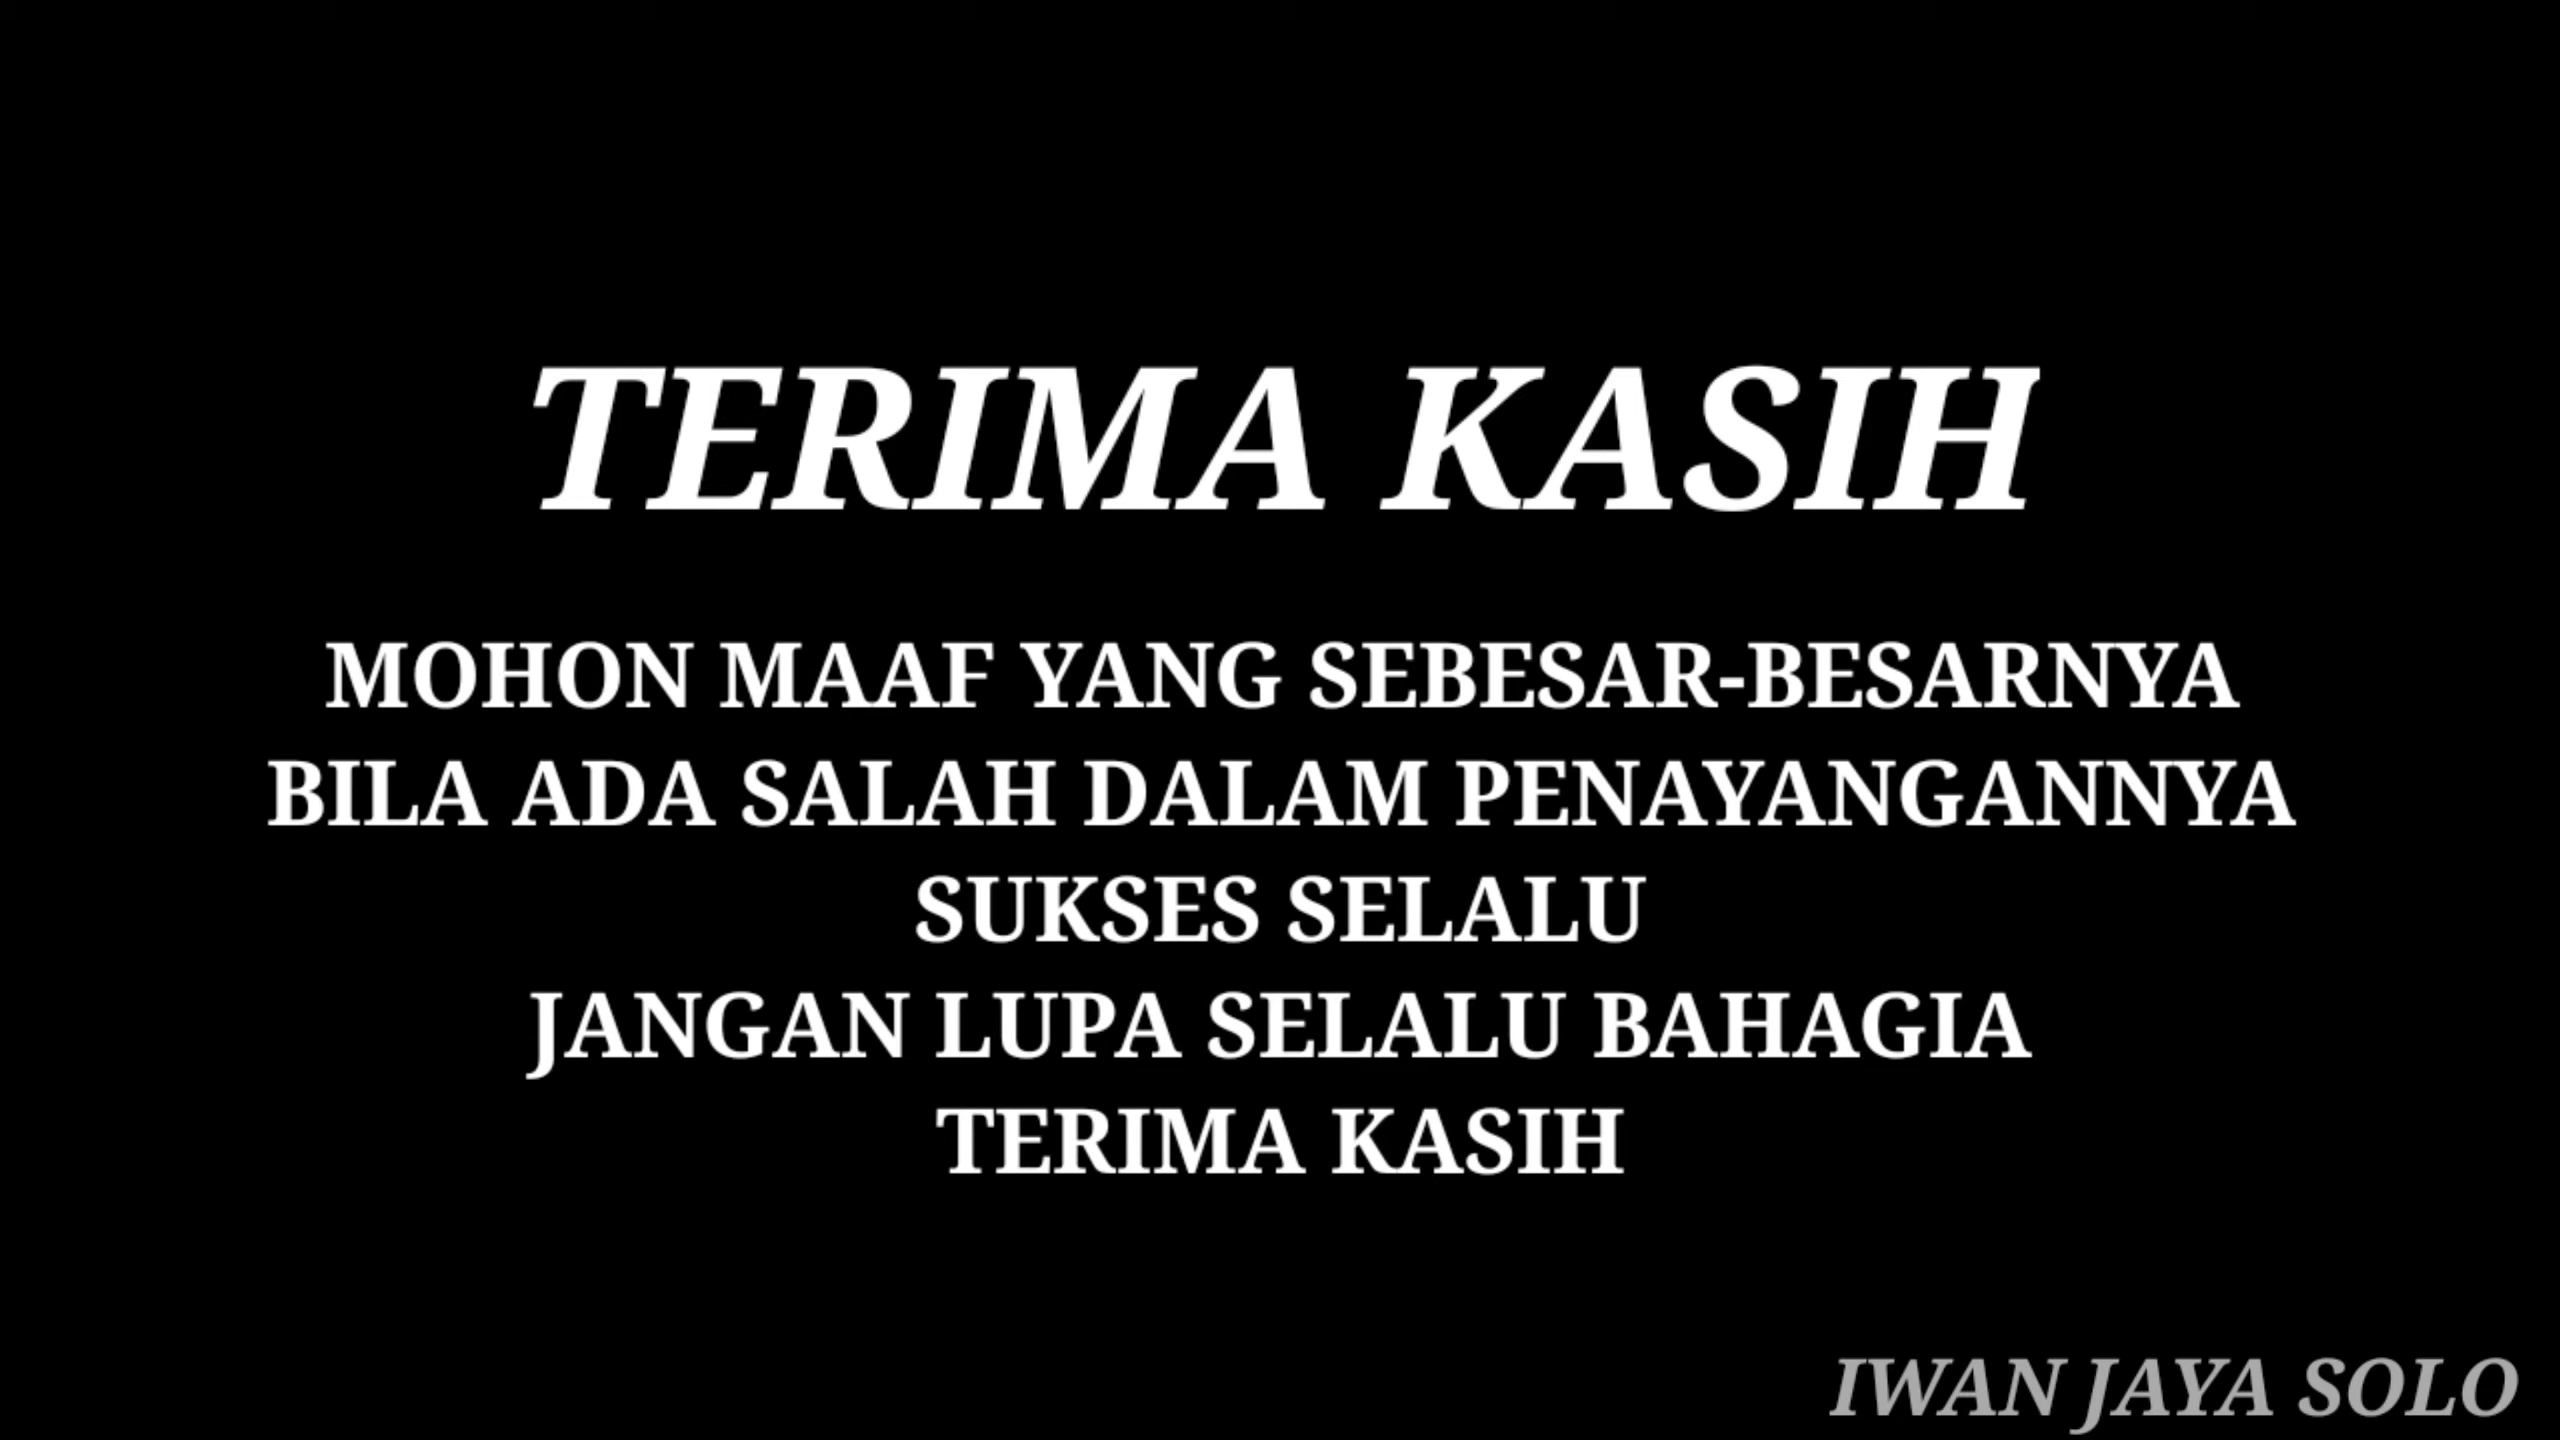 TERIMA KASIH
MOHON MAAF YANG SEBESAR-BESARNYA
BILA ADA SALAH DALAM PENAYANGANNYA
SUKSES SELALU
JANGAN LUPA SELALU BAHAGIA
TERIMA KASIH
IWAN JAYA SOLO